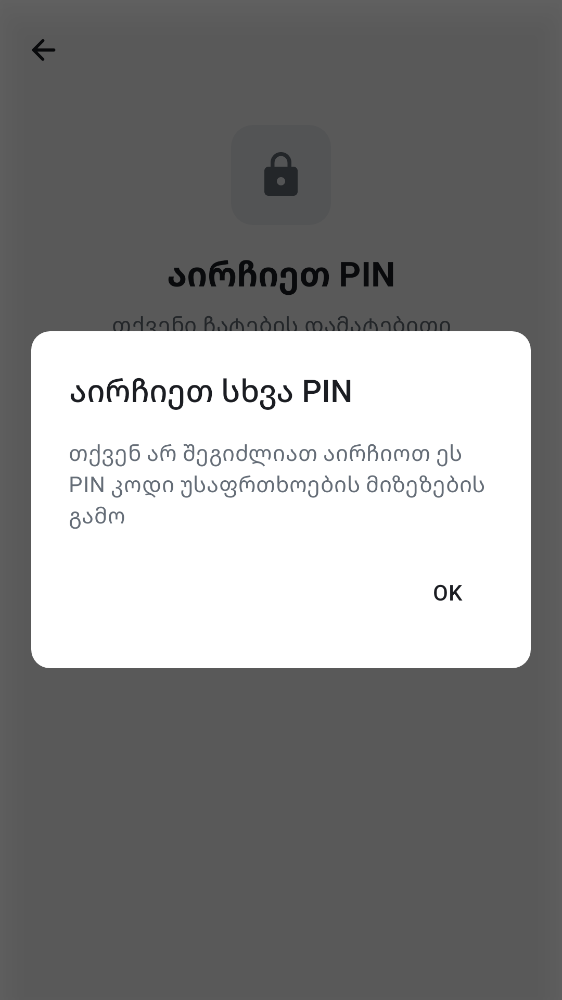 აირჩიეთ PIN
თქვენი ჩატების დამატებითი
აირჩიეთ სხვა PIN
თქვენ არ შეგიძლიათ აირჩიოთ ეს
PIN კოდი უსაფრთხოების მიზეზების
გამო
OK